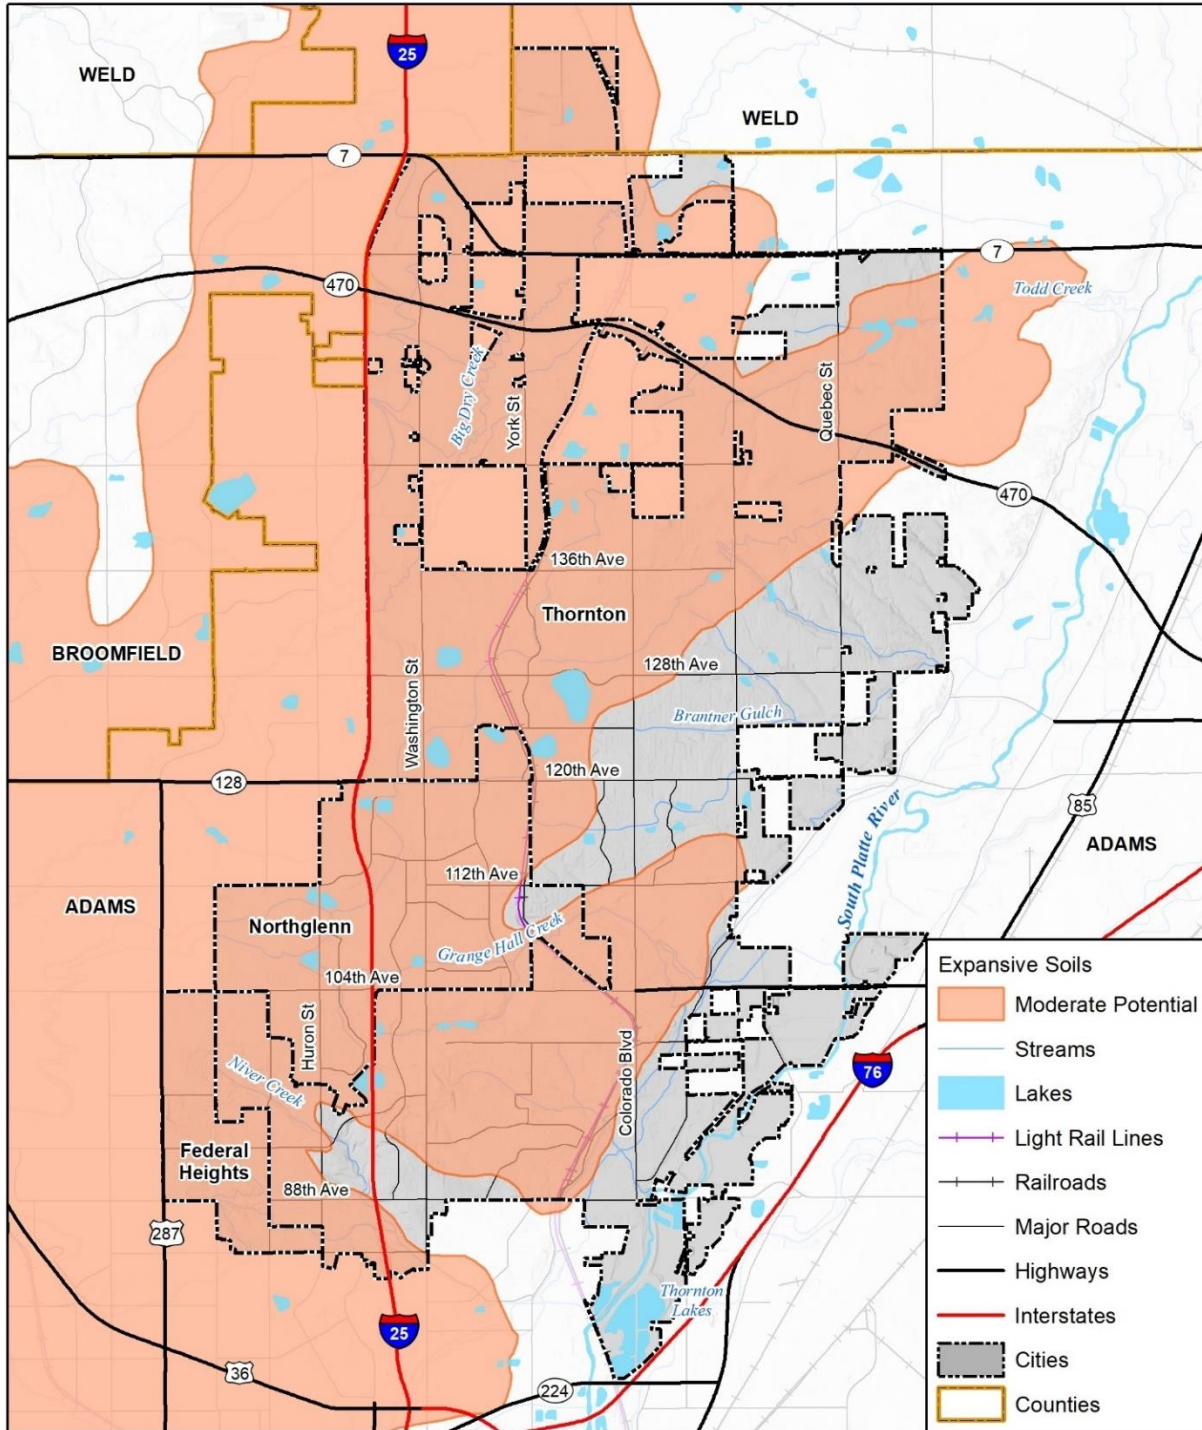 25
WELD
WELD
7
7
470
Todd Creek
Big Dry Creek
York St
Quebec St
470
136th Ave
Thornton
BROOMFIELD
128th Ave
Washington St
Brantner Gulch
120th Ave
128
South Platte River
85
ADAMS
112th Ave
ADAMS
Northglenn
Grange Hall Creek
104th Ave
Huron St
Colorado Blvd
Niver Creek
76
Federal
Heights
88th Ave
287
Thornton
Lakes
25
36
224
Expansive Soils
Moderate Potential
Streams
Lakes
Light Rail Lines
Railroads
Major Roads
Highways
Interstates
Cities
Counties